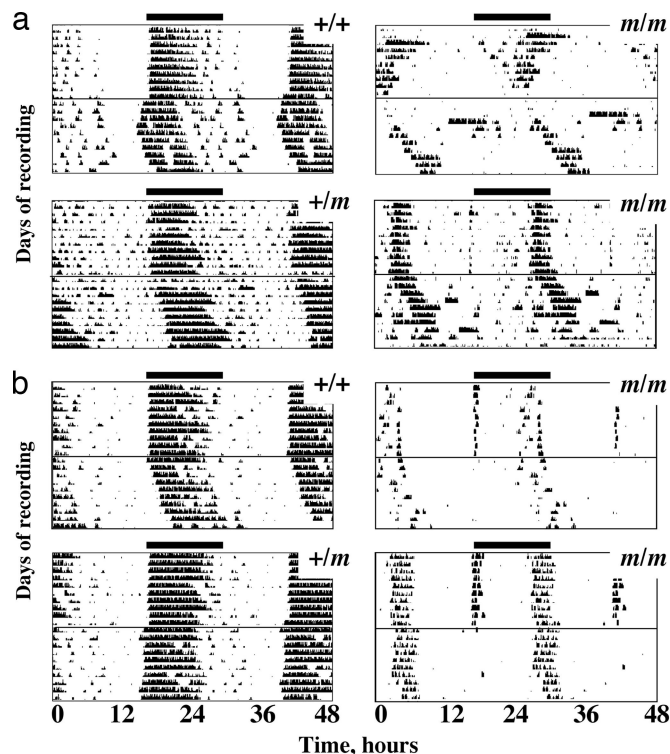 a
+/+
m/m
+/m
m/m
Days of recording
b
+/+
m/m
+/m
m/m
Days of recording
0 12 24 36 48
0 12 24 36 48
Time, hours